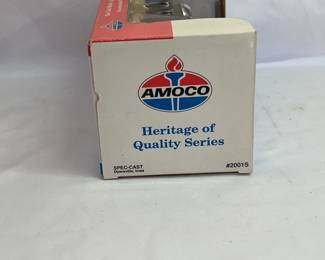 AMOCO
Heritage of
Quality Series
SPEC-CAST
Dyersville, Iowa
#2001S